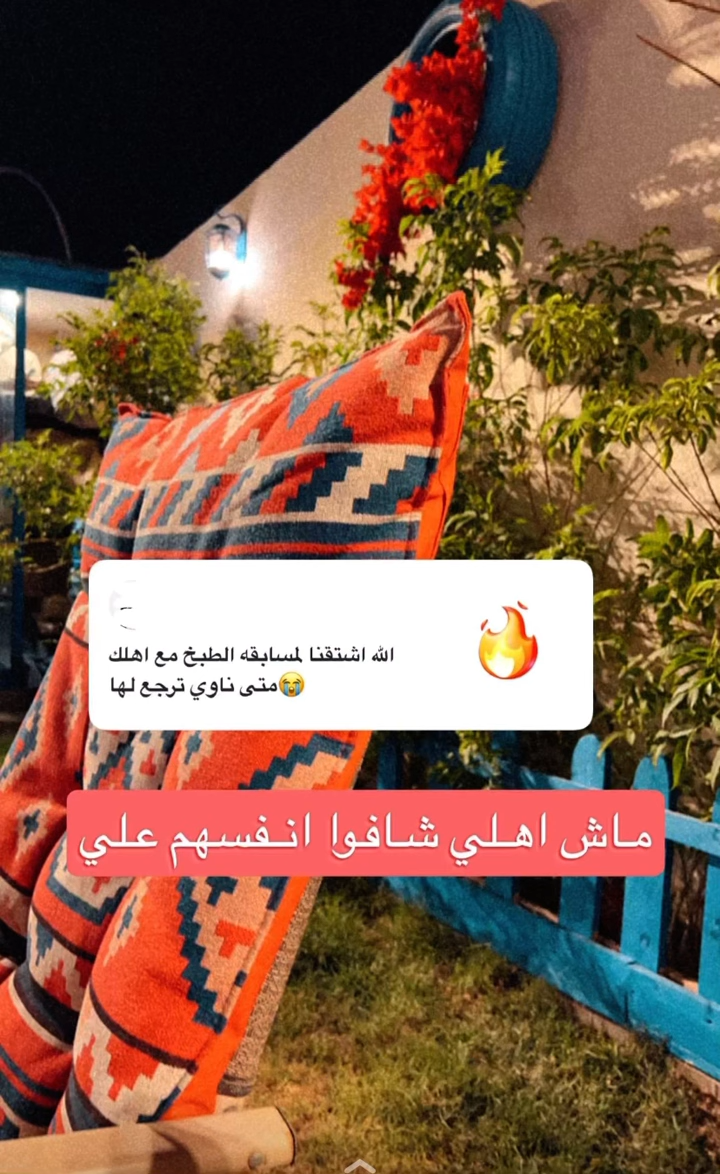 الله اشتقنا لمسابقه الطبخ مع اهلك
😭متى ناوي ترجع لها
ماش اهلي شافوا انفسهم علي